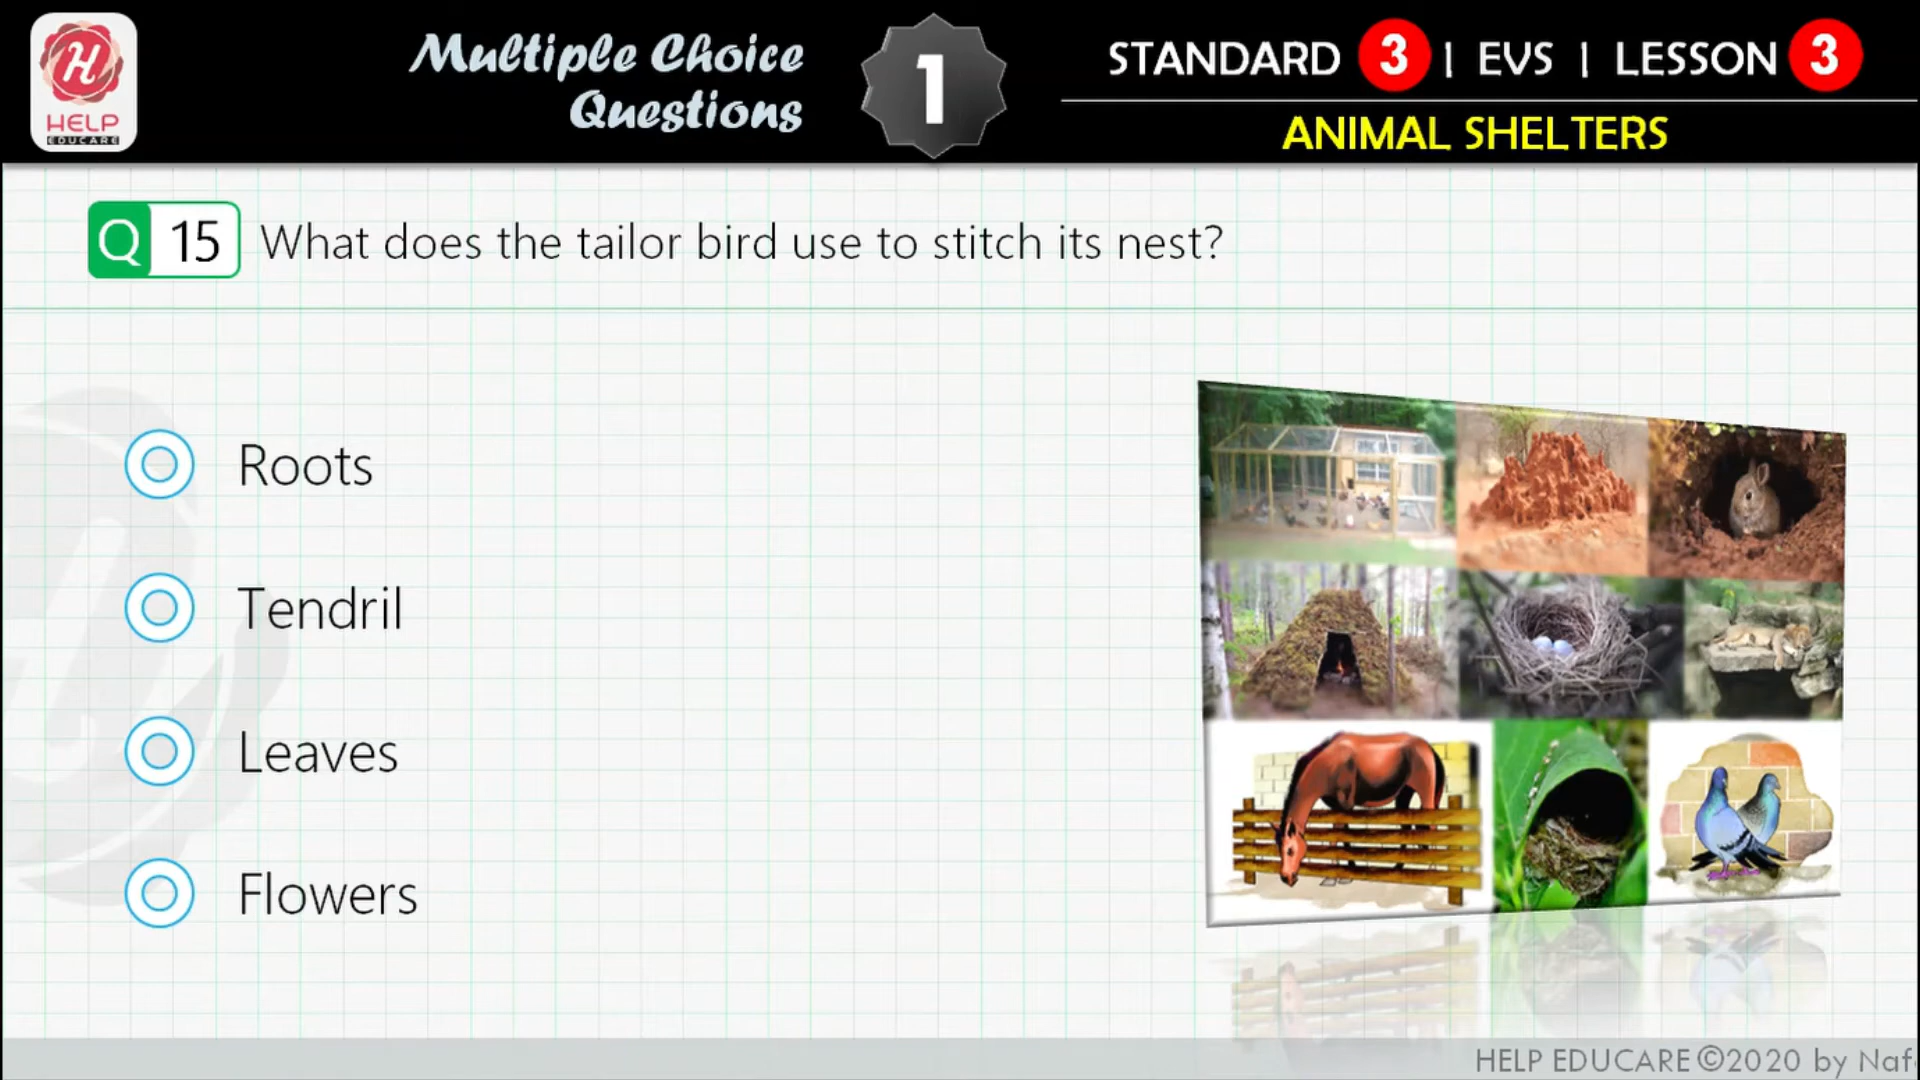 H
HELP
EDUCARE
Multiple Choice
Questions
1
STANDARD 3 | EVS | LESSON 3
ANIMAL SHELTERS
Q 15 What does the tailor bird use to stitch its nest?
Roots
Tendril
Leaves
Flowers
HELP EDUCARE ©2020 by